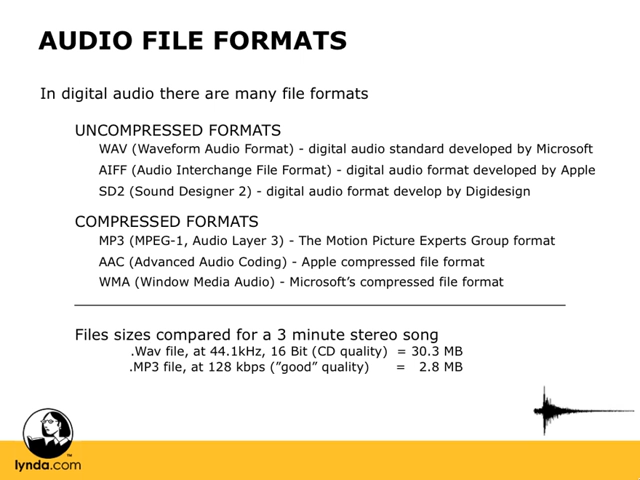 AUDIO FILE FORMATS
In digital audio there are many file formats
UNCOMPRESSED FORMATS
WAV (Waveform Audio Format) - digital audio standard developed by Microsoft
AIFF (Audio Interchange File Format) - digital audio format developed by Apple
SD2 (Sound Designer 2) - digital audio format develop by Digidesign
COMPRESSED FORMATS
MP3 (MPEG-1, Audio Layer 3) - The Motion Picture Experts Group format
AAC (Advanced Audio Coding) - Apple compressed file format
WMA (Window Media Audio) - Microsoft’s compressed file format
Files sizes compared for a 3 minute stereo song
.Wav file, at 44.1kHz, 16 Bit (CD quality) = 30.3 MB
.MP3 file, at 128 kbps (”good” quality) = 2.8 MB
™
lynda.com